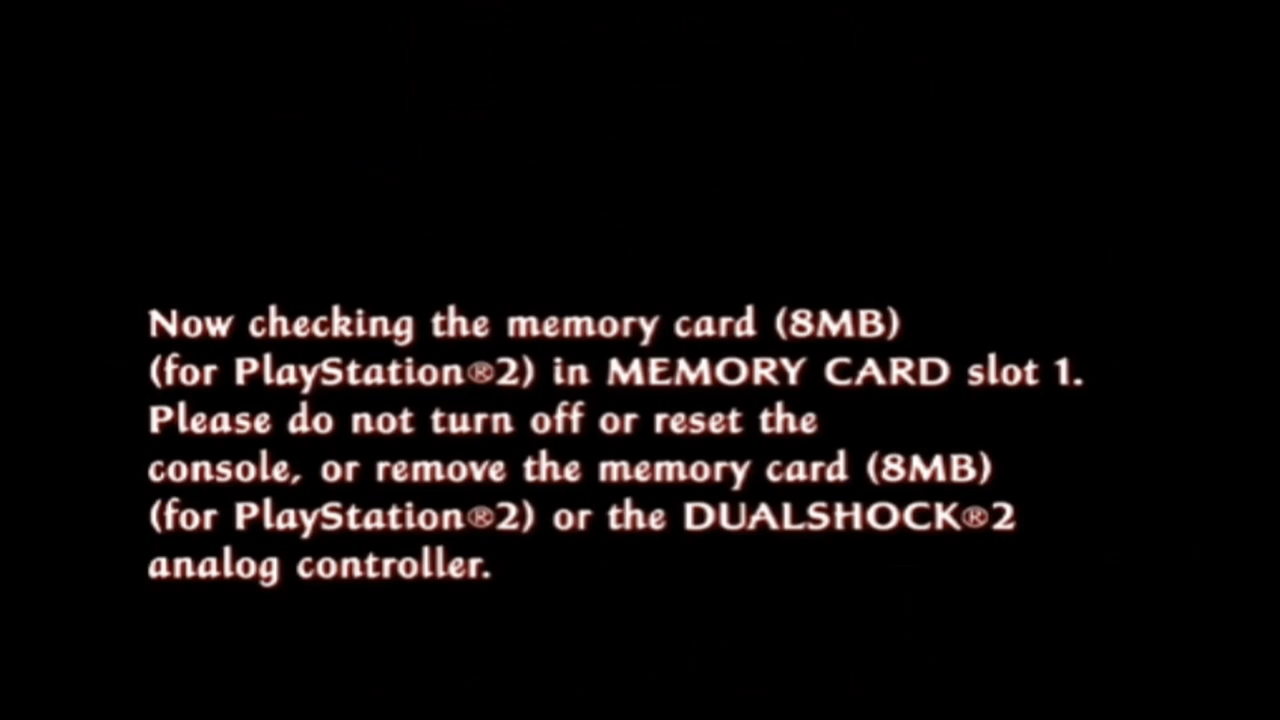 Now checking the memory card (8MB)
(for PlayStation®2) in MEMORY CARD slot 1.
Please do not turn off or reset the
console, or remove the memory card (8MB)
(for PlayStation®2) or the DUALSHOCK®2
analog controller.